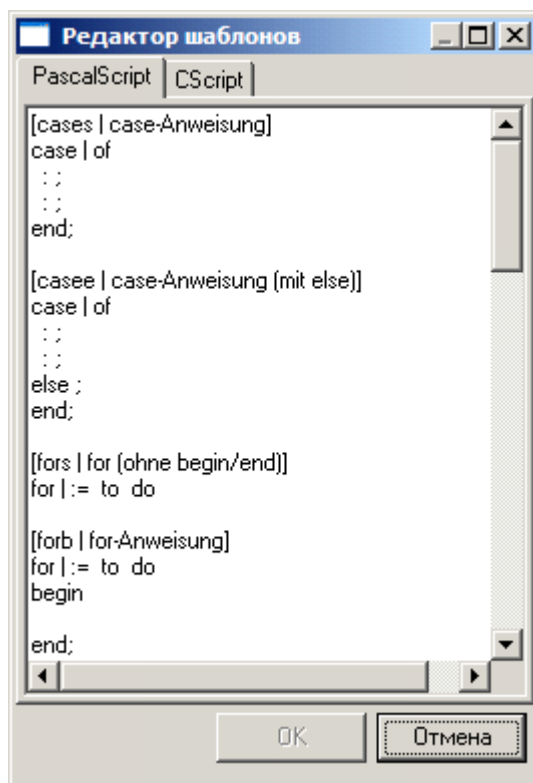 Редактор шаблонов
PascalScript CScript
[cases | case-Anweisung]
case | of
  : ;
  : ;
end;

[casee | case-Anweisung (mit else)]
case | of
  : ;
  : ;
else ;
end;

[fors | for (ohne begin/end)]
for | :=  to  do

[forb | for-Anweisung]
for | :=  to  do
begin

end;
OK Отмена